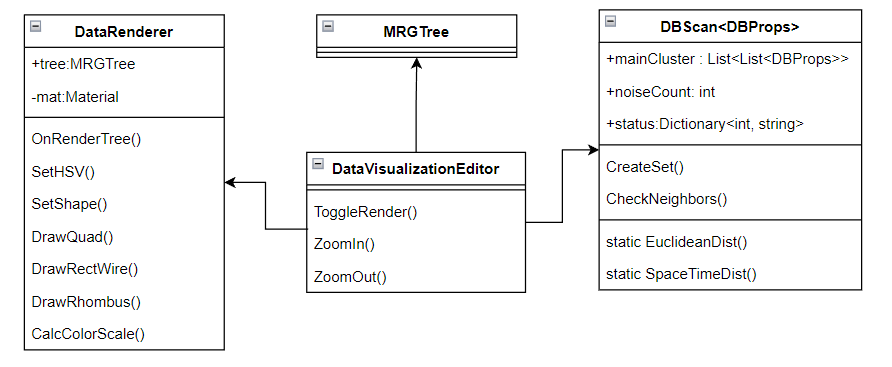 DataRenderer
+tree:MRGTree
-mat:Material
OnRenderTree()
SetHSV()
SetShape()
DrawQuad()
DrawRectWire()
DrawRhombus()
CalcColorScale()
MRGTree
DataVisualizationEditor
ToggleRender()
ZoomIn()
ZoomOut()
DBScan<DBProps>
+mainCluster : List<List<DBProps>>
+noiseCount: int
+status:Dictionary<int, string>
CreateSet()
CheckNeighbors()
static EuclideanDist()
static SpaceTimeDist()